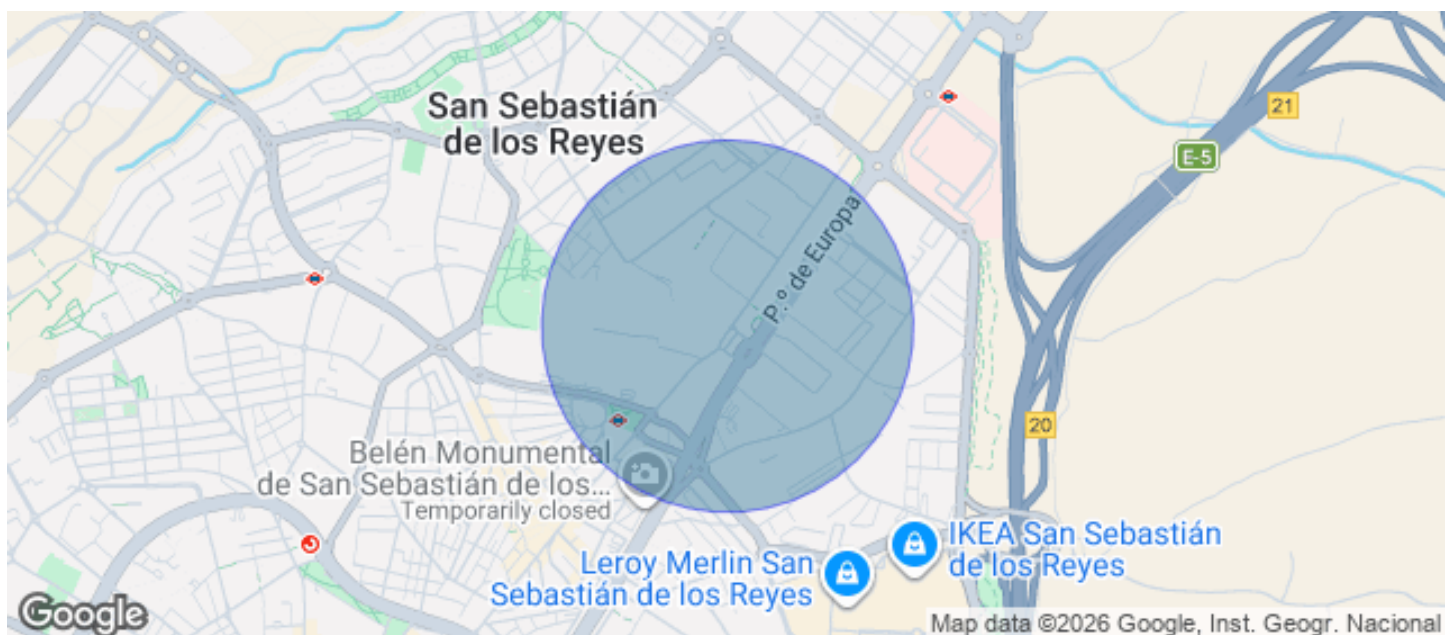 San Sebastián
de los Reyes
21
E-5
P.º de Europa
20
Belén Monumental
de San Sebastián de los...
Temporarily closed
IKEA San Sebastián
de los Reyes
Leroy Merlin San
Sebastián de los Reyes
Google
Map data ©2026 Google, Inst. Geogr. Nacional